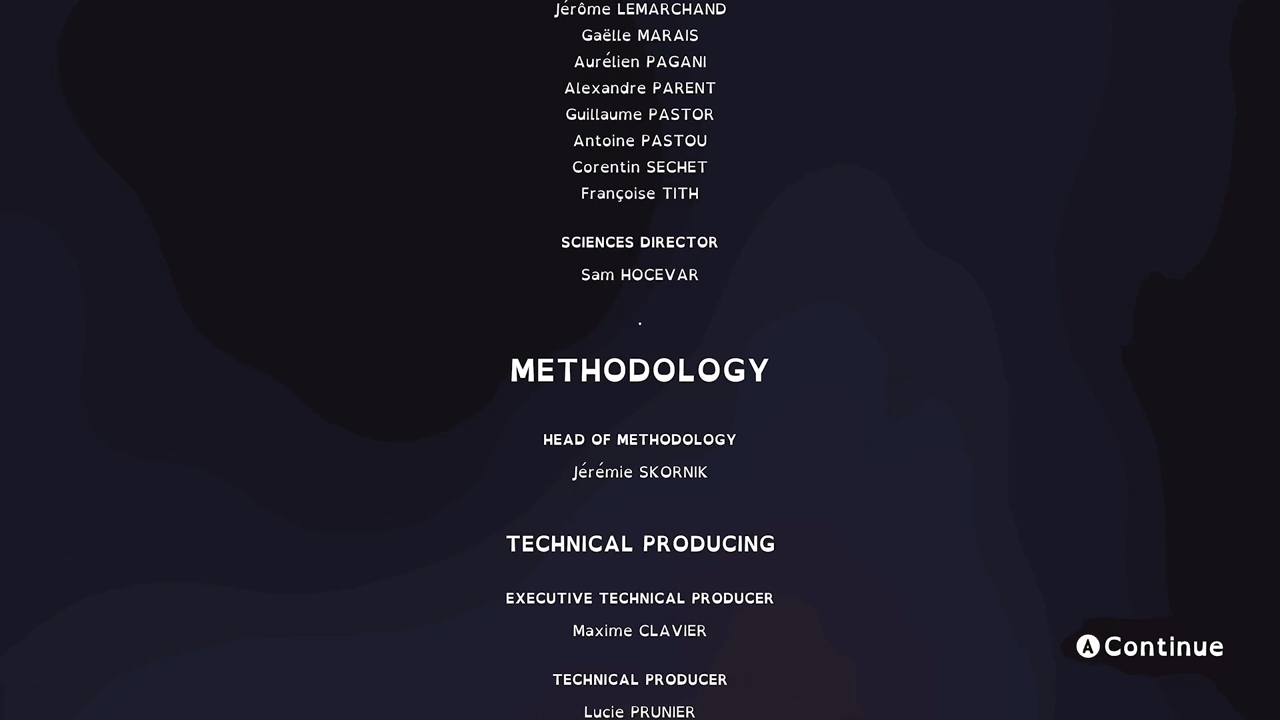 Jérôme LEMARCHAND
Gaëlle MARAIS
Aurélien PAGANI
Alexandre PARENT
Guillaume PASTOR
Antoine PASTOU
Corentin SECHET
Françoise TITH
SCIENCES DIRECTOR
Sam HOCEVAR
.
METHODOLOGY
HEAD OF METHODOLOGY
Jérémie SKORNIK
TECHNICAL PRODUCING
EXECUTIVE TECHNICAL PRODUCER
Maxime CLAVIER
A Continue
TECHNICAL PRODUCER
Lucie PRUNIER